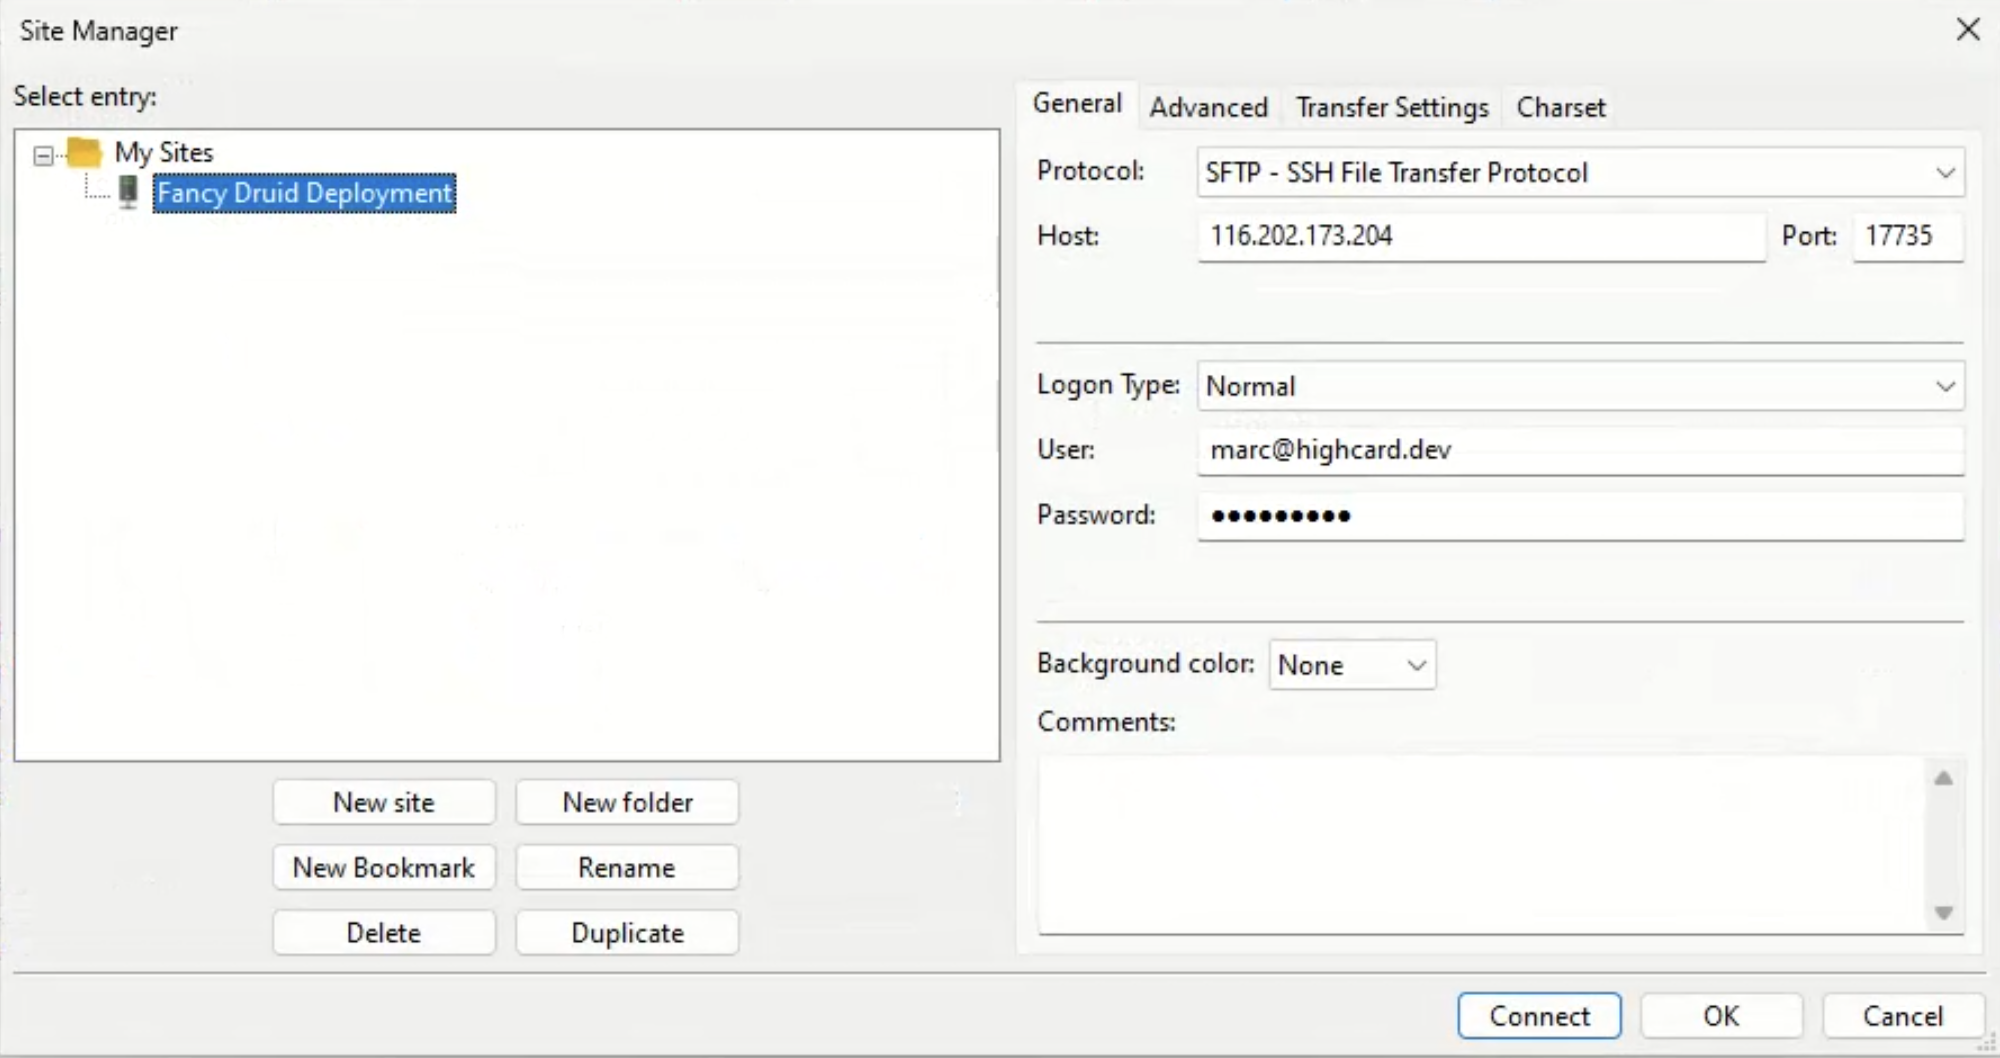 Site Manager
Select entry:
My Sites
Fancy Druid Deployment
New site
New folder
New Bookmark
Rename
Delete
Duplicate
General
Advanced
Transfer Settings
Charset
Protocol:
SFTP - SSH File Transfer Protocol
Host:
116.202.173.204
Port:
17735
Logon Type:
Normal
User:
marc@highcard.dev
Password:
•••••••••
Background color:
None
Comments:
Connect
OK
Cancel